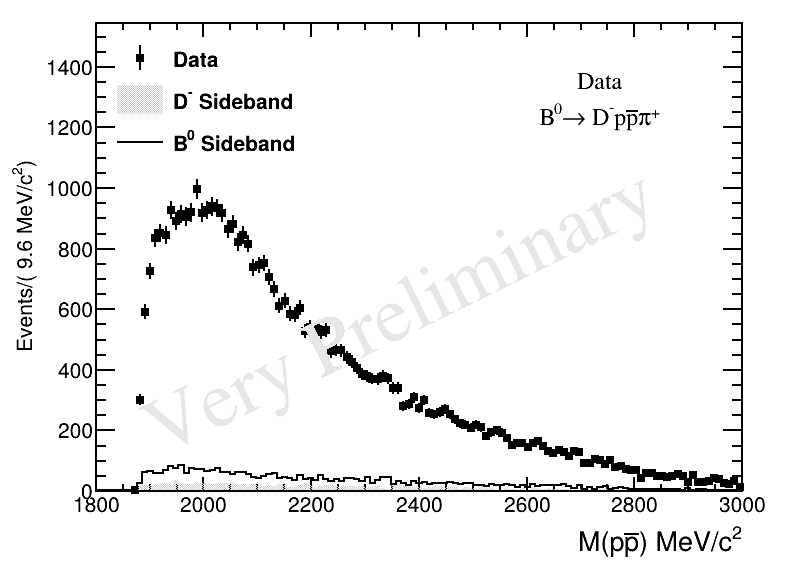 1400
1200
1000
800
600
400
200
0
Events/( 9.6 MeV/c²)
Data
D⁻ Sideband
B⁰ Sideband
Data
B⁰→ D⁻pp̅π⁺
Very Preliminary
1800 2000 2200 2400 2600 2800 3000
M(pp̅) MeV/c²